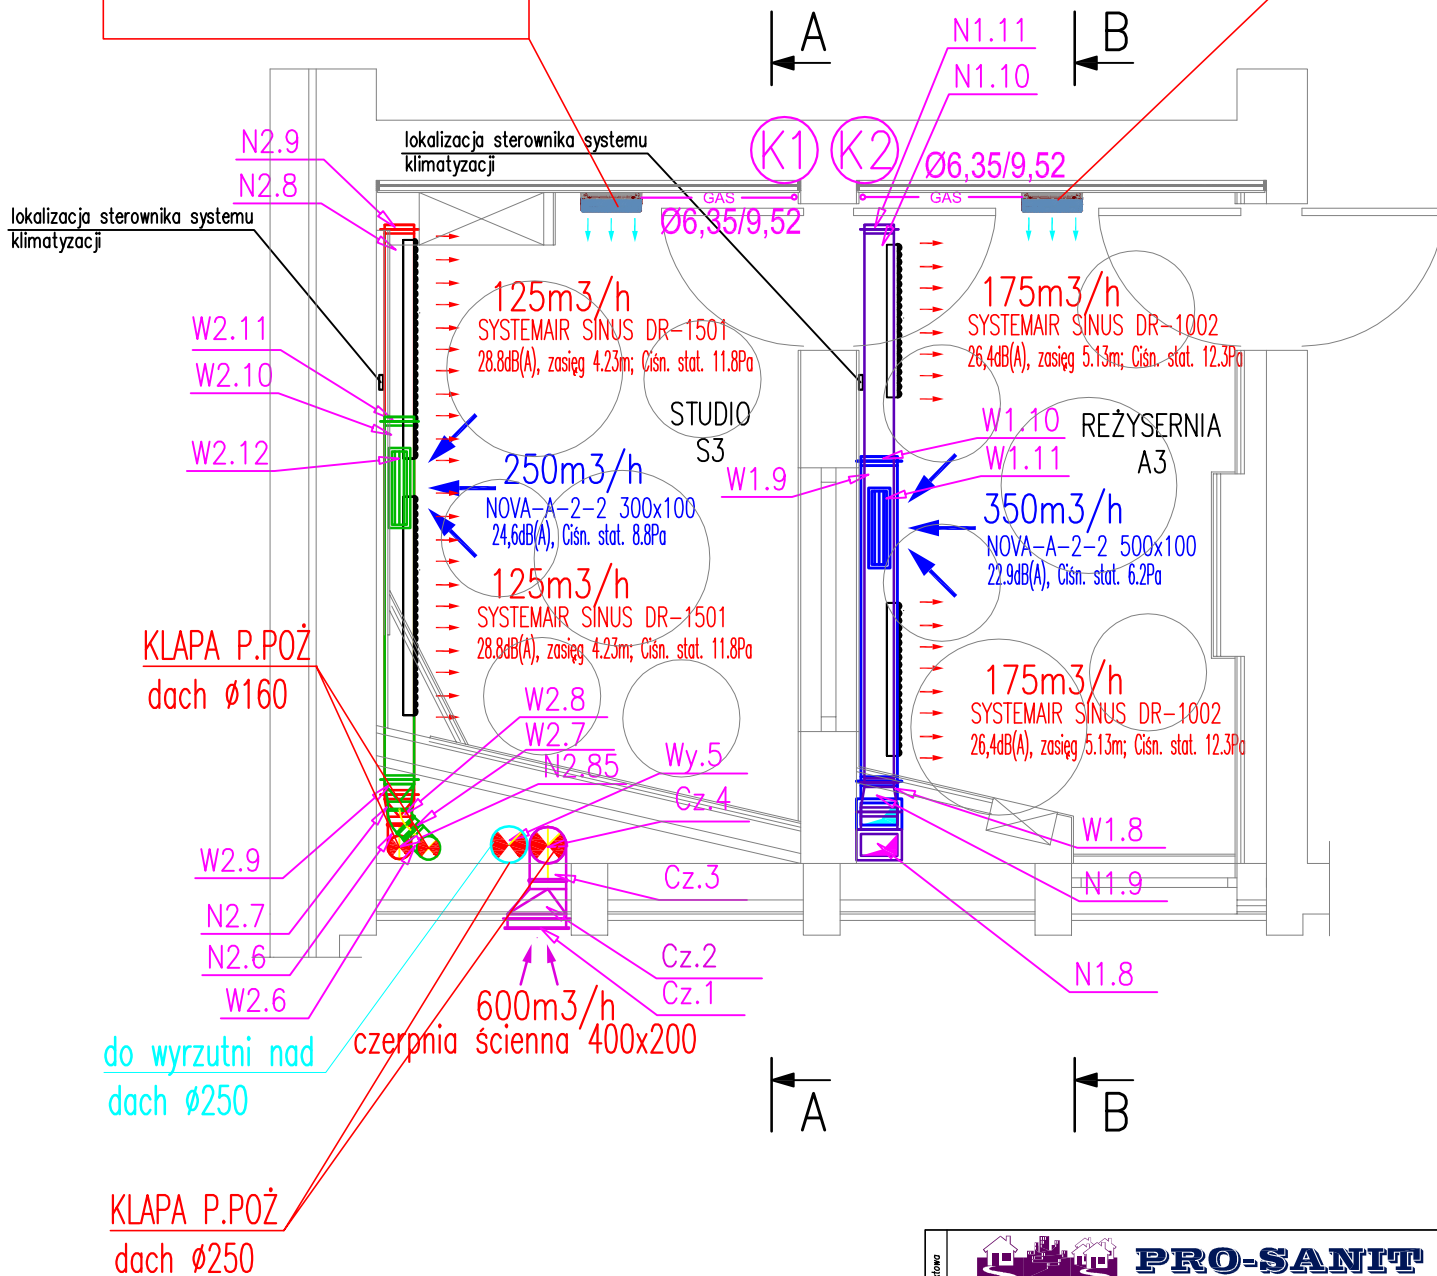 A
B
N1.11
N1.10
K1
K2
Ø6,35/9,52
GAS
GAS
Ø6,35/9,52
N2.9
N2.8
lokalizacja sterownika systemu
klimatyzacji
lokalizacja sterownika systemu
klimatyzacji
125m3/h
SYSTEMAIR SINUS DR-1501
28.8dB(A), zasięg 4.23m; Ciśn. stat. 11.8Pa
175m3/h
SYSTEMAIR SINUS DR-1002
26,4dB(A), zasięg 5.13m; Ciśn. stat. 12.3Pa
W2.11
W2.10
W2.12
STUDIO
S3
REŻYSERNIA
A3
W1.10
W1.11
W1.9
250m3/h
NOVA-A-2-2 300x100
24,6dB(A), Ciśn. stat. 8.8Pa
350m3/h
NOVA-A-2-2 500x100
22.9dB(A), Ciśn. stat. 6.2Pa
125m3/h
SYSTEMAIR SINUS DR-1501
28.8dB(A), zasięg 4.23m; Ciśn. stat. 11.8Pa
175m3/h
SYSTEMAIR SINUS DR-1002
26,4dB(A), zasięg 5.13m; Ciśn. stat. 12.3Pa
KLAPA P.POŻ
dach ø160
W2.8
W2.7
N2.85
Wy.5
Cz.4
Cz.3
Cz.2
Cz.1
W1.8
N1.9
N1.8
W2.9
N2.7
N2.6
W2.6
600m3/h
czerpnia ścienna 400x200
do wyrzutni nad
dach ø250
A
B
KLAPA P.POŻ
dach ø250
PRO-SANIT